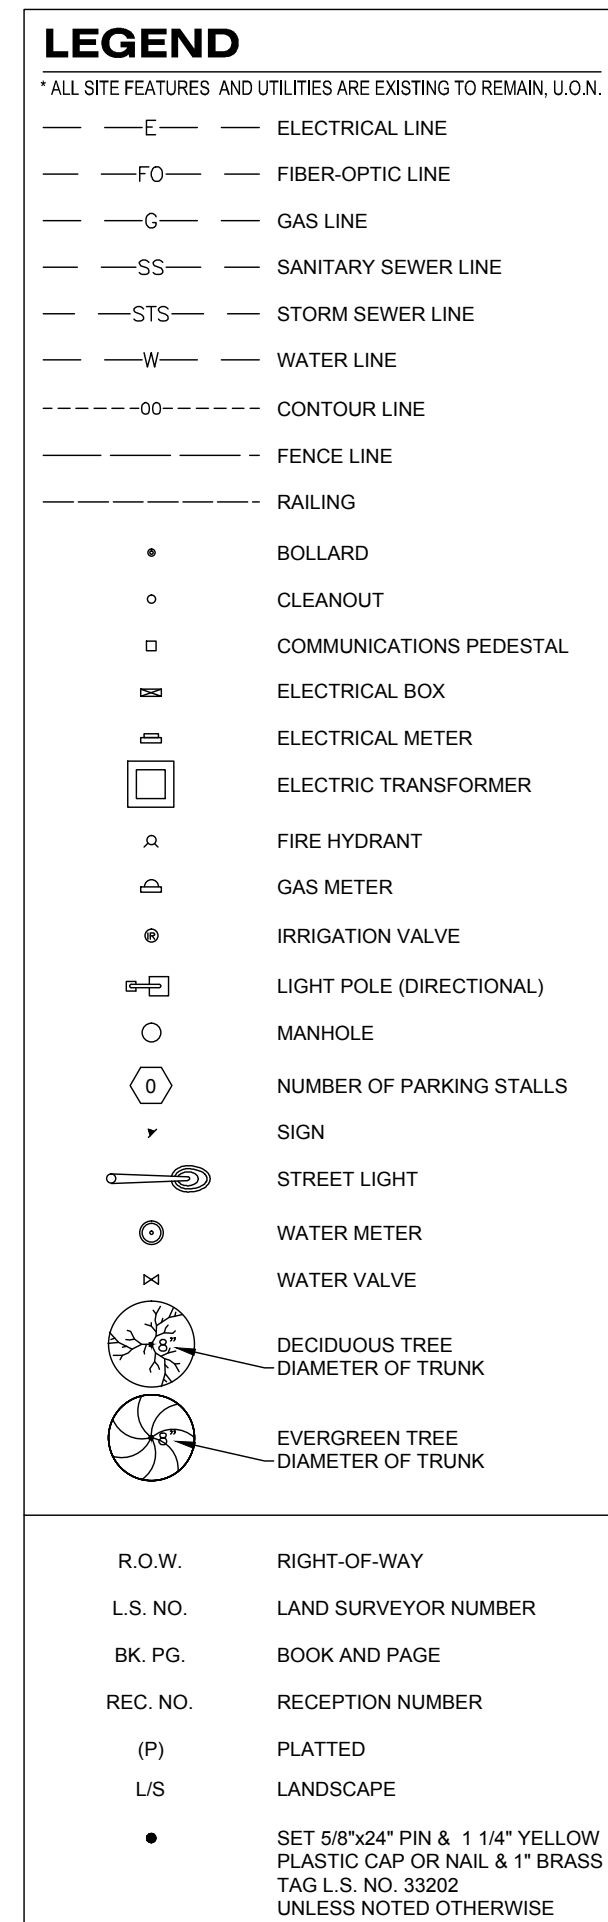 LEGEND
* ALL SITE FEATURES AND UTILITIES ARE EXISTING TO REMAIN, U.O.N.
E ELECTRICAL LINE
FO FIBER-OPTIC LINE
G GAS LINE
SS SANITARY SEWER LINE
STS STORM SEWER LINE
W WATER LINE
00 CONTOUR LINE
FENCE LINE
RAILING
BOLLARD
CLEANOUT
COMMUNICATIONS PEDESTAL
ELECTRICAL BOX
ELECTRICAL METER
ELECTRIC TRANSFORMER
FIRE HYDRANT
GAS METER
IR IRRIGATION VALVE
LIGHT POLE (DIRECTIONAL)
MANHOLE
0 NUMBER OF PARKING STALLS
SIGN
STREET LIGHT
WATER METER
WATER VALVE
8" DECIDUOUS TREE
DIAMETER OF TRUNK
8" EVERGREEN TREE
DIAMETER OF TRUNK
R.O.W. RIGHT-OF-WAY
L.S. NO. LAND SURVEYOR NUMBER
BK. PG. BOOK AND PAGE
REC. NO. RECEPTION NUMBER
(P) PLATTED
L/S LANDSCAPE
SET 5/8"x24" PIN & 1 1/4" YELLOW
PLASTIC CAP OR NAIL & 1" BRASS
TAG L.S. NO. 33202
UNLESS NOTED OTHERWISE